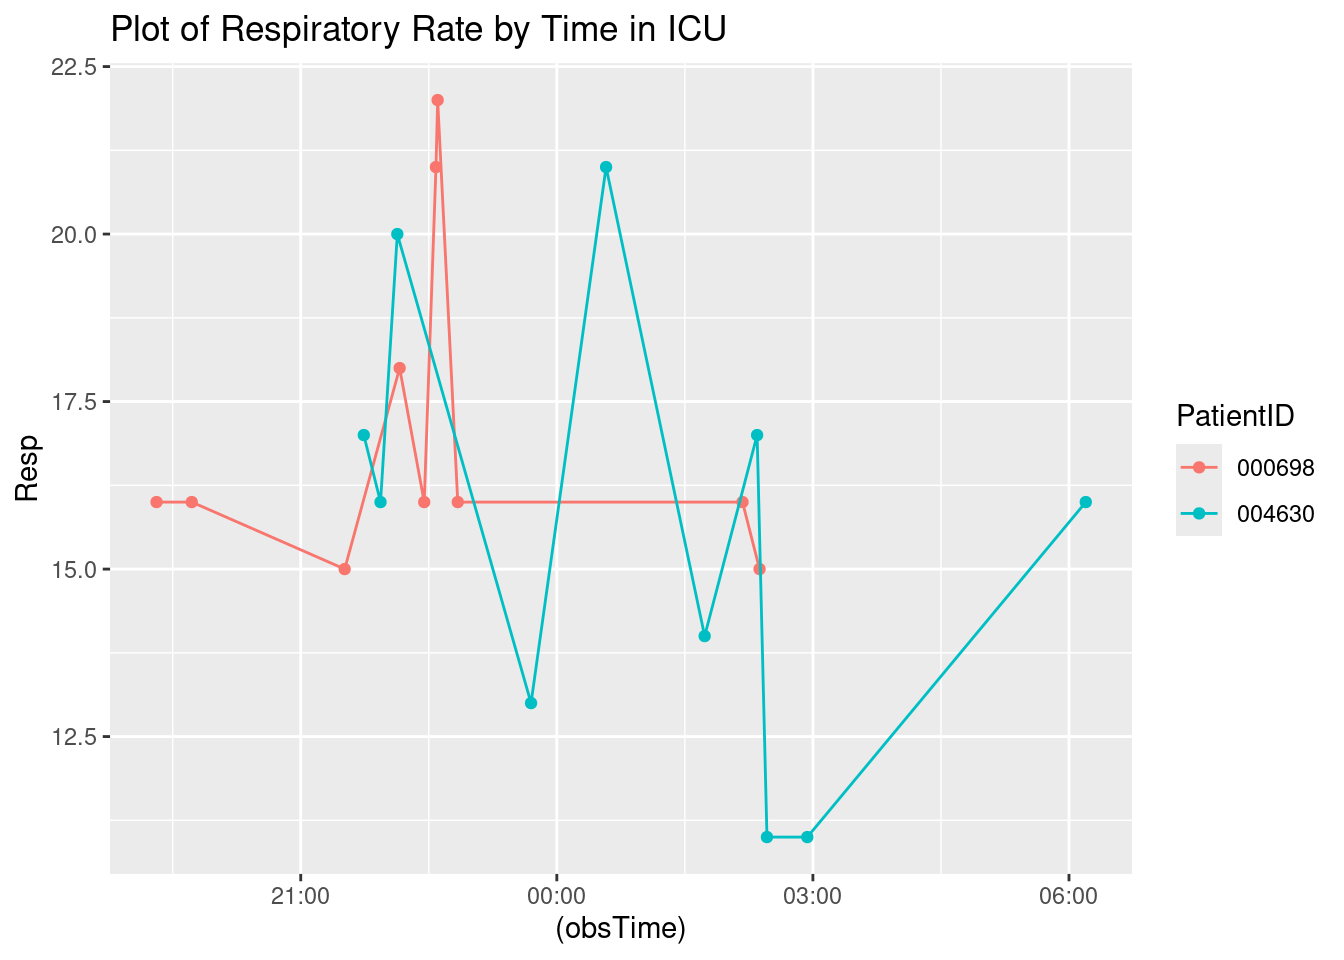 Plot of Respiratory Rate by Time in ICU
22.5
20.0
17.5
15.0
12.5
Resp
21:00 00:00 03:00 06:00
(obsTime)
PatientID
000698
004630